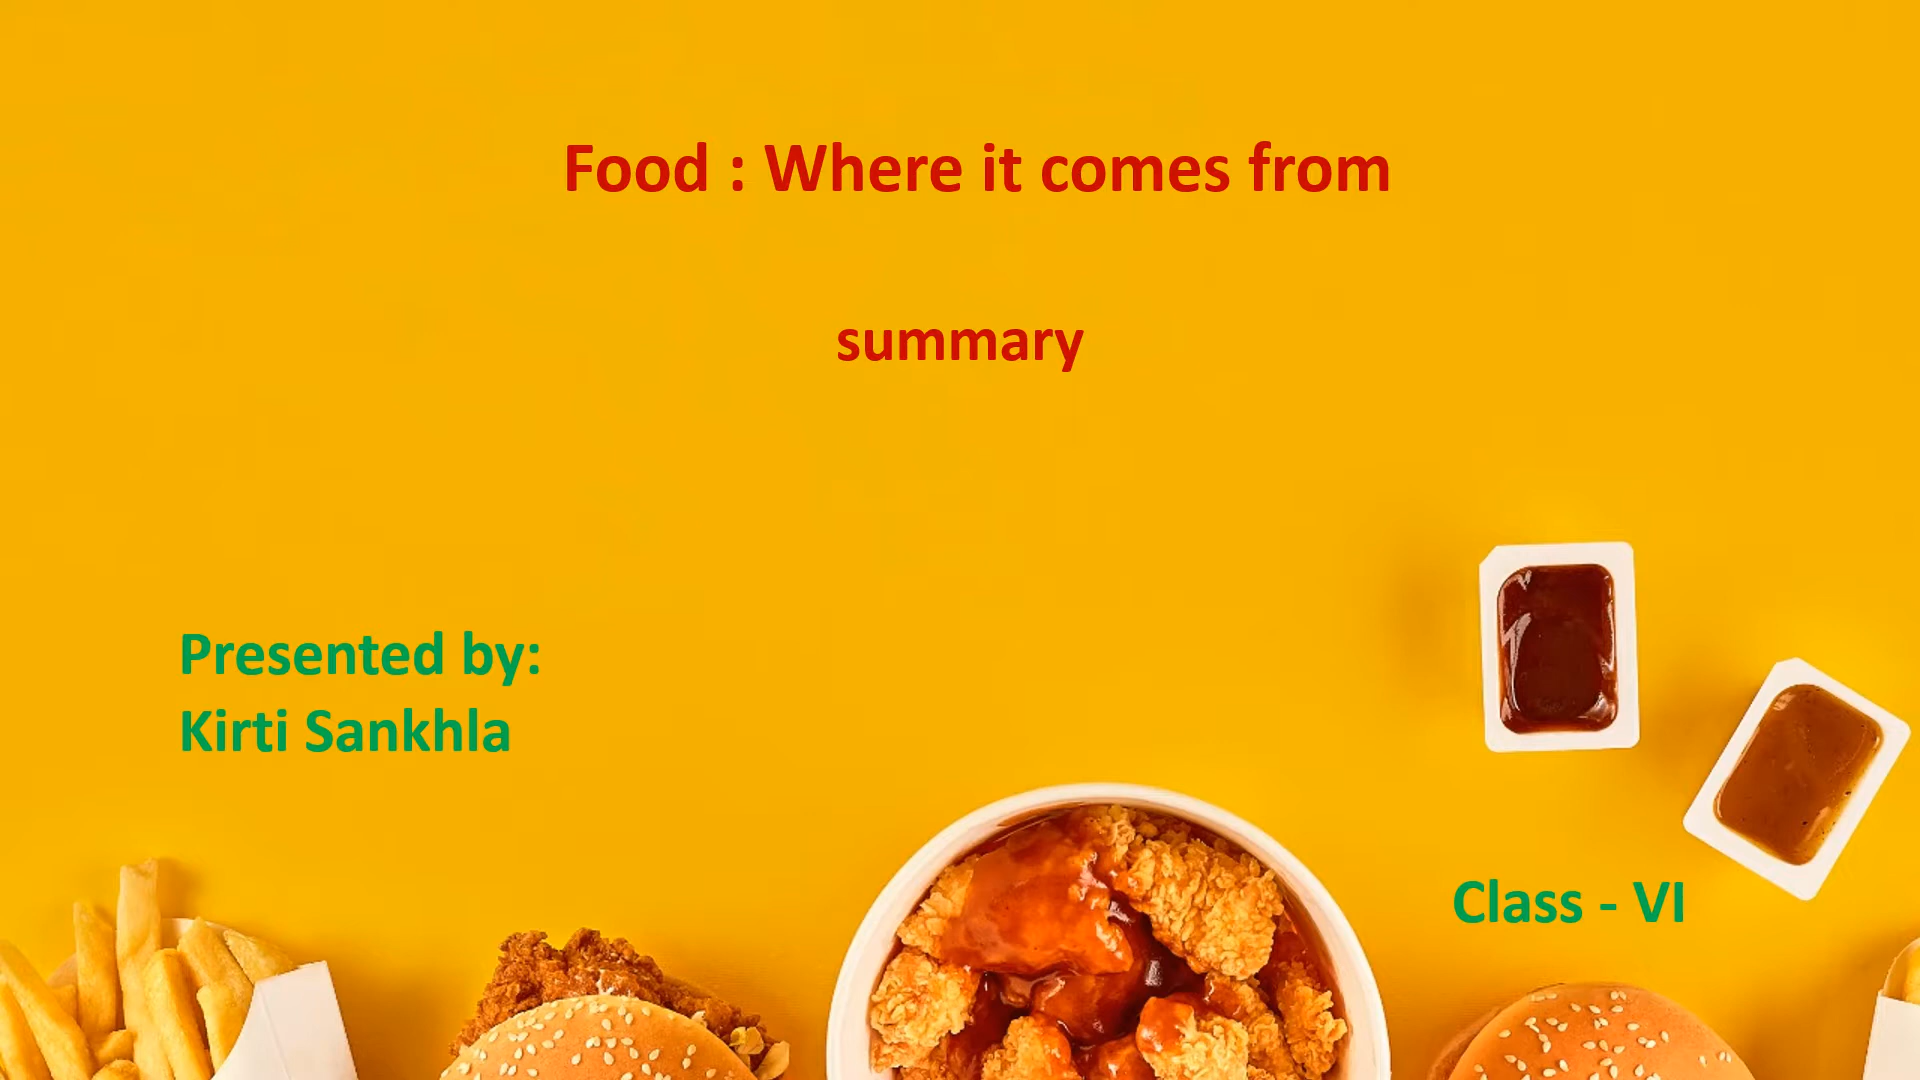 Food : Where it comes from
summary
Presented by:
Kirti Sankhla
Class - VI